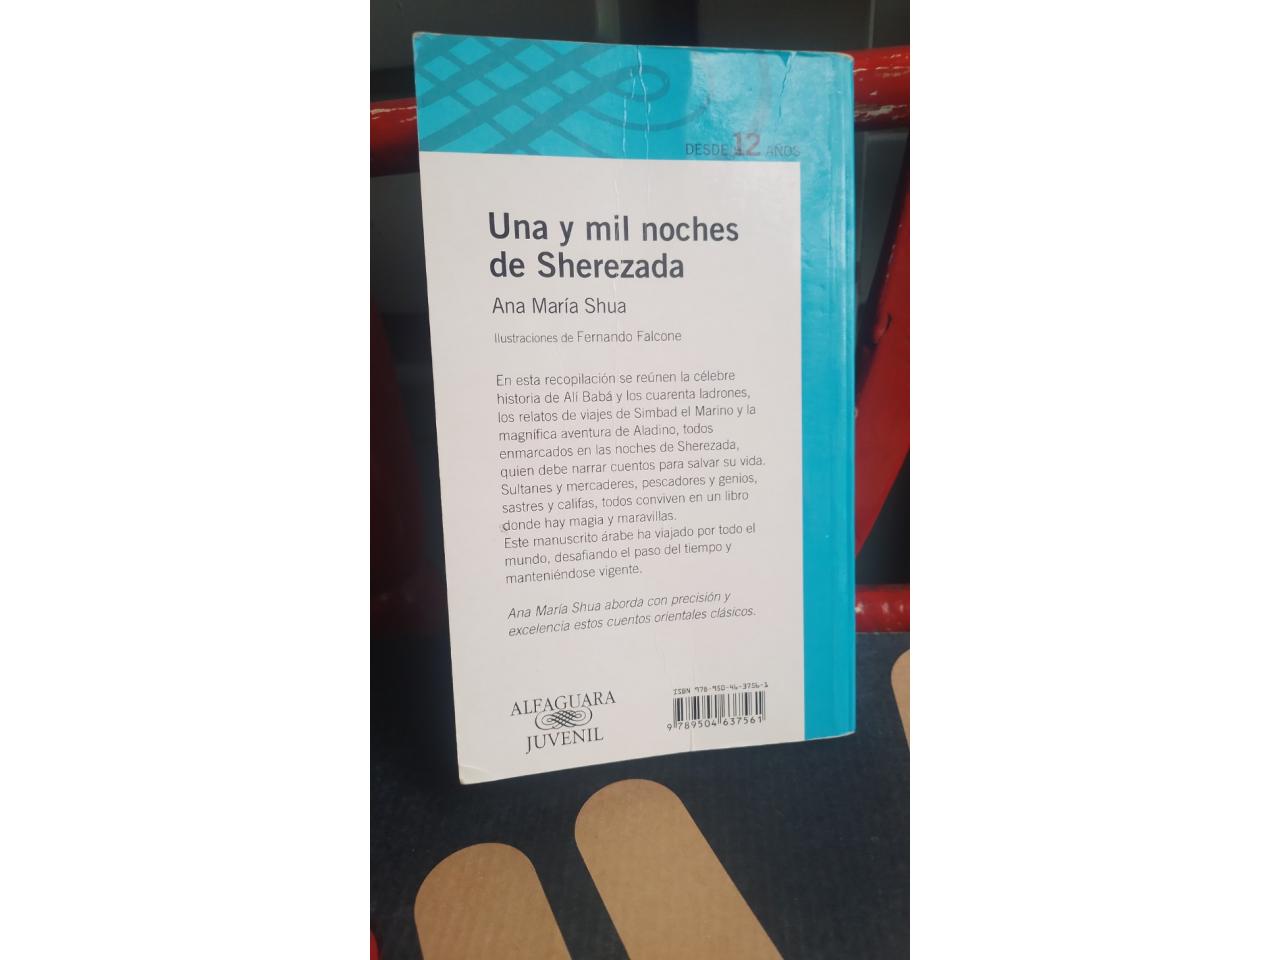 DESDE 12 AÑOS
Una y mil noches
de Sherezada
Ana María Shua
Ilustraciones de Fernando Falcone
En esta recopilación se reúnen la célebre
historia de Alí Babá y los cuarenta ladrones,
los relatos de viajes de Simbad el Marino y la
magnífica aventura de Aladino, todos
enmarcados en las noches de Sherezada,
quien debe narrar cuentos para salvar su vida.
Sultanes y mercaderes, pescadores y genios,
sastres y califas, todos conviven en un libro
donde hay magia y maravillas.
Este manuscrito árabe ha viajado por todo el
mundo, desafiando el paso del tiempo y
manteniéndose vigente.
Ana María Shua aborda con precisión y
excelencia estos cuentos orientales clásicos.
ALFAGUARA
JUVENIL
ISBN 978-950-46-3756-1
9 789504 637561